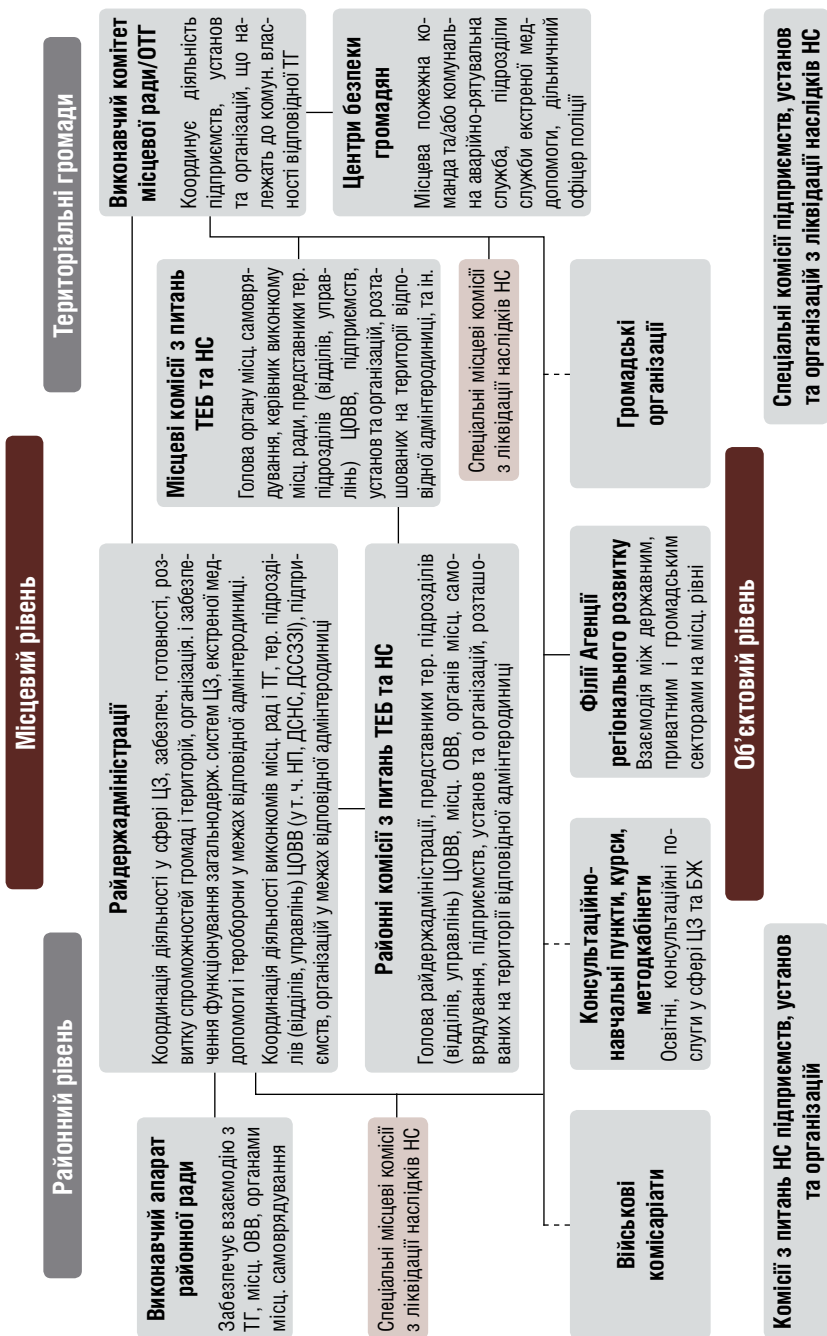 Місцевий рівень
Районний рівень
Територіальні громади
Виконавчий апарат
районної ради
Забезпечує взаємодію з
ТГ, місц. ОВВ, органами
місц. самоврядування
Райдержадміністрації
Координація діяльності у сфері ЦЗ, забезпеч. готовності, роз-
витку спроможностей громад і територій, організація. і забезпе-
чення функціонування загальнодерж. систем ЦЗ, екстреної мед-
допомоги і тероборони у межах відповідної адмінтеродиниці.
Координація діяльності виконкомів місц. рад і ТГ, тер. підрозді-
лів (відділів, управлінь) ЦОВВ (у т. ч. НП, ДСНС, ДССЗЗІ), підпри-
ємств, організацій у межах відповідної адмінтеродиниці
Виконавчий комітет
місцевої ради/ОТГ
Координує діяльність
підприємств, установ
та організацій, що на-
лежать до комун. влас-
ності відповідної ТГ
Місцеві комісії з питань
ТЕБ та НС
Голова органу місц. самовря-
дування, керівник виконкому
місц. ради, представники тер.
підрозділів (відділів, управ-
лінь) ЦОВВ, підприємств,
установ та організацій, розта-
шованих на території відпо-
відної адмінтеродиниці, та ін.
Центри безпеки
громадян
Місцева пожежна ко-
манда та/або комуналь-
на аварійно-рятувальна
служба, підрозділи
служби екстреної мед-
допомоги, дільничний
офіцер поліції
Спеціальні місцеві комісії
з ліквідації наслідків НС
Районні комісії з питань ТЕБ та НС
Голова райдержадміністрації, представники тер. підрозділів
(відділів, управлінь) ЦОВВ, місц. ОВВ, органів місц. само-
врядування, підприємств, установ та організацій, розташо-
ваних на території відповідної адмінтеродиниці
Спеціальні місцеві комісії
з ліквідації наслідків НС
Військові
комісаріати
Консультаційно-
навчальні пункти, курси,
методкабінети
Освітні, консультаційні по-
слуги у сфері ЦЗ та БЖ
Філії Агенції
регіонального розвитку
Взаємодія між державним,
приватним і громадським
секторами на місц. рівні
Громадські
організації
Об’єктовий рівень
Комісії з питань НС підприємств, установ
та організацій
Спеціальні комісії підприємств, установ
та організацій з ліквідації наслідків НС